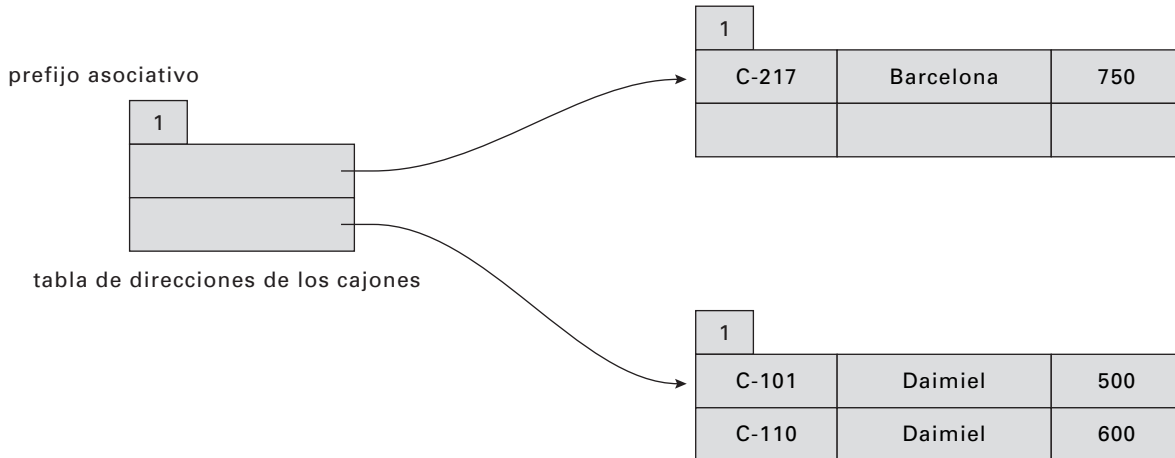 prefijo asociativo
1
tabla de direcciones de los cajones
1
C-217 Barcelona 750
1
C-101 Daimiel 500
C-110 Daimiel 600